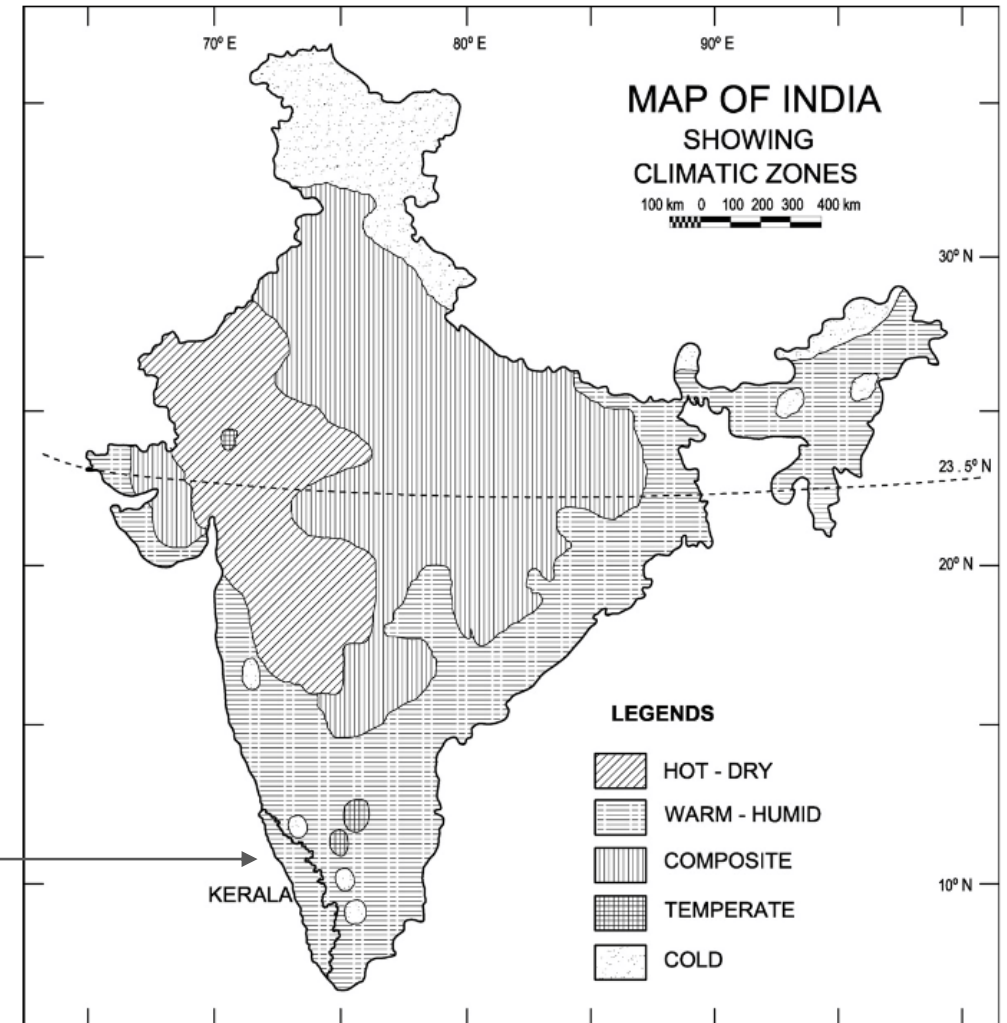 70° E
80° E
90° E
MAP OF INDIA
SHOWING
CLIMATIC ZONES
100 km 0 100 200 300 400 km
30° N
23.5° N
20° N
LEGENDS
HOT - DRY
WARM - HUMID
COMPOSITE
KERALA
10° N
TEMPERATE
COLD